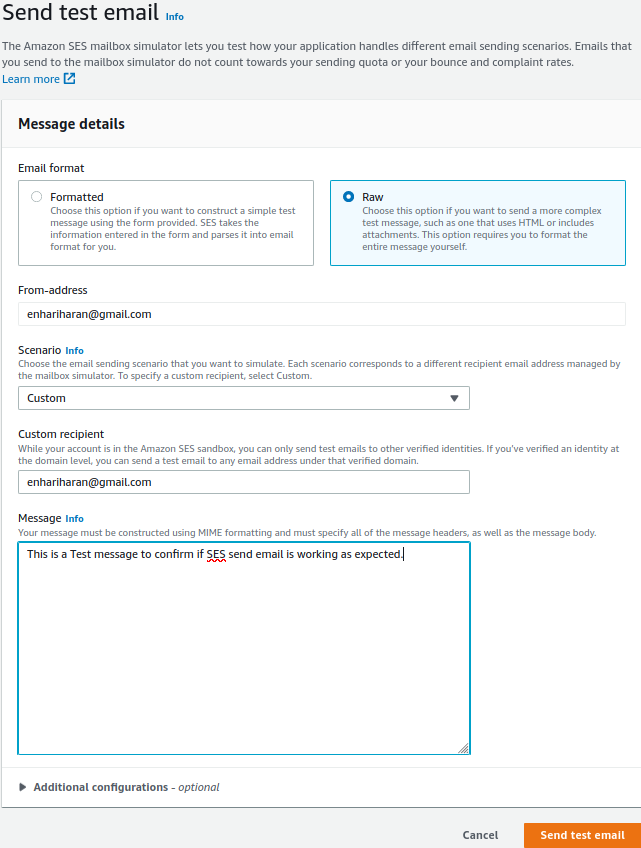 Send test email Info
The Amazon SES mailbox simulator lets you test how your application handles different email sending scenarios. Emails that
you send to the mailbox simulator do not count towards your sending quota or your bounce and complaint rates.
Learn more
Message details
Email format
Formatted
Choose this option if you want to construct a simple test
message using the form provided. SES takes the
information entered in the form and parses it into email
format for you.
Raw
Choose this option if you want to send a more complex
test message, such as one that uses HTML or includes
attachments. This option requires you to format the
entire message yourself.
From-address
enhariharan@gmail.com
Scenario Info
Choose the email sending scenario that you want to simulate. Each scenario corresponds to a different recipient email address managed by
the mailbox simulator. To specify a custom recipient, select Custom.
Custom
Custom recipient
While your account is in the Amazon SES sandbox, you can only send test emails to other verified identities. If you've verified an identity at
the domain level, you can send a test email to any email address under that verified domain.
enhariharan@gmail.com
Message Info
Your message must be constructed using MIME formatting and must specify all of the message headers, as well as the message body.
This is a Test message to confirm if SES send email is working as expected.
Additional configurations - optional
Cancel
Send test email